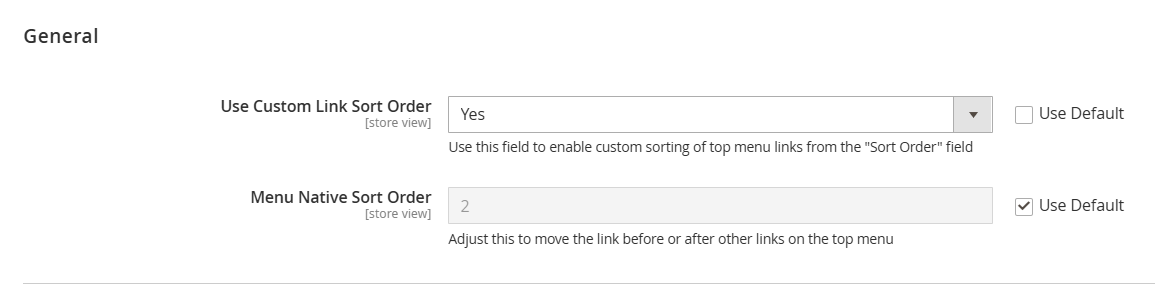 General
Use Custom Link Sort Order
[store view]
Yes
Use Default
Use this field to enable custom sorting of top menu links from the "Sort Order" field
Menu Native Sort Order
[store view]
2
Use Default
Adjust this to move the link before or after other links on the top menu